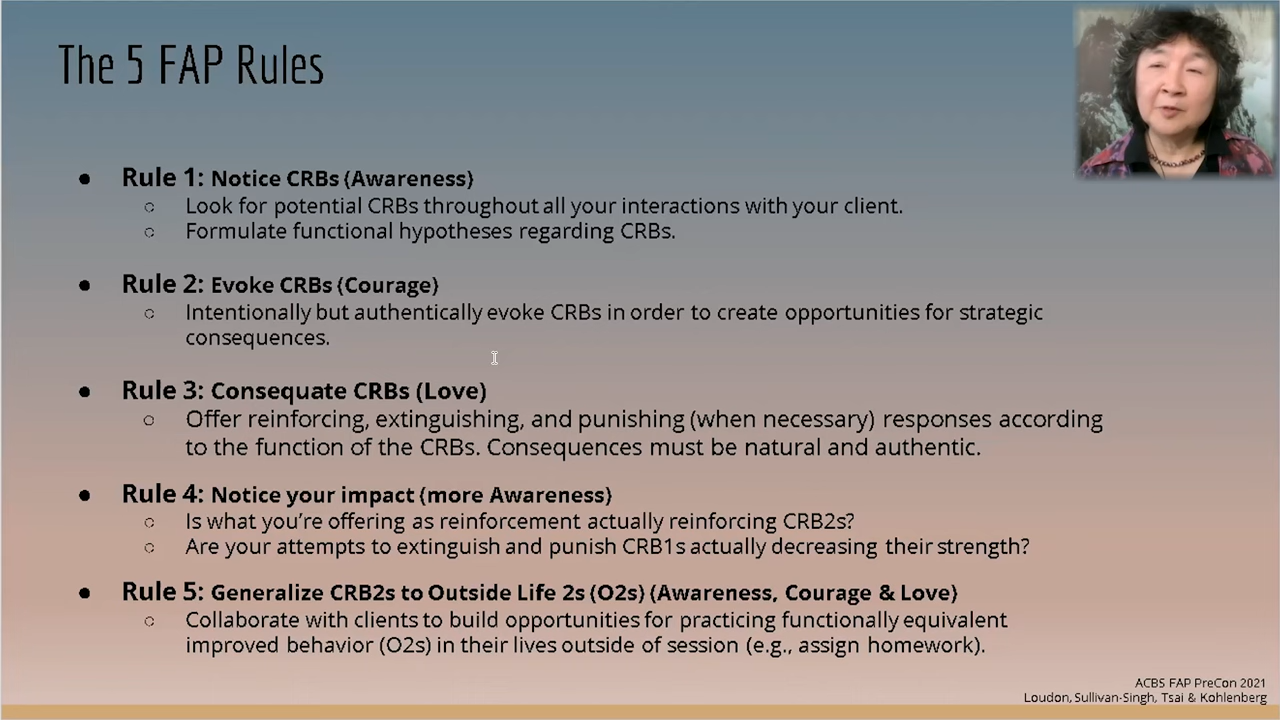 The 5 FAP Rules
● Rule 1: Notice CRBs (Awareness)
○ Look for potential CRBs throughout all your interactions with your client.
○ Formulate functional hypotheses regarding CRBs.
● Rule 2: Evoke CRBs (Courage)
○ Intentionally but authentically evoke CRBs in order to create opportunities for strategic
consequences.
● Rule 3: Consequate CRBs (Love)
○ Offer reinforcing, extinguishing, and punishing (when necessary) responses according
to the function of the CRBs. Consequences must be natural and authentic.
● Rule 4: Notice your impact (more Awareness)
○ Is what you’re offering as reinforcement actually reinforcing CRB2s?
○ Are your attempts to extinguish and punish CRB1s actually decreasing their strength?
● Rule 5: Generalize CRB2s to Outside Life 2s (O2s) (Awareness, Courage & Love)
○ Collaborate with clients to build opportunities for practicing functionally equivalent
improved behavior (O2s) in their lives outside of session (e.g., assign homework).
ACBS FAP PreCon 2021
Loudon, Sullivan-Singh, Tsai & Kohlenberg